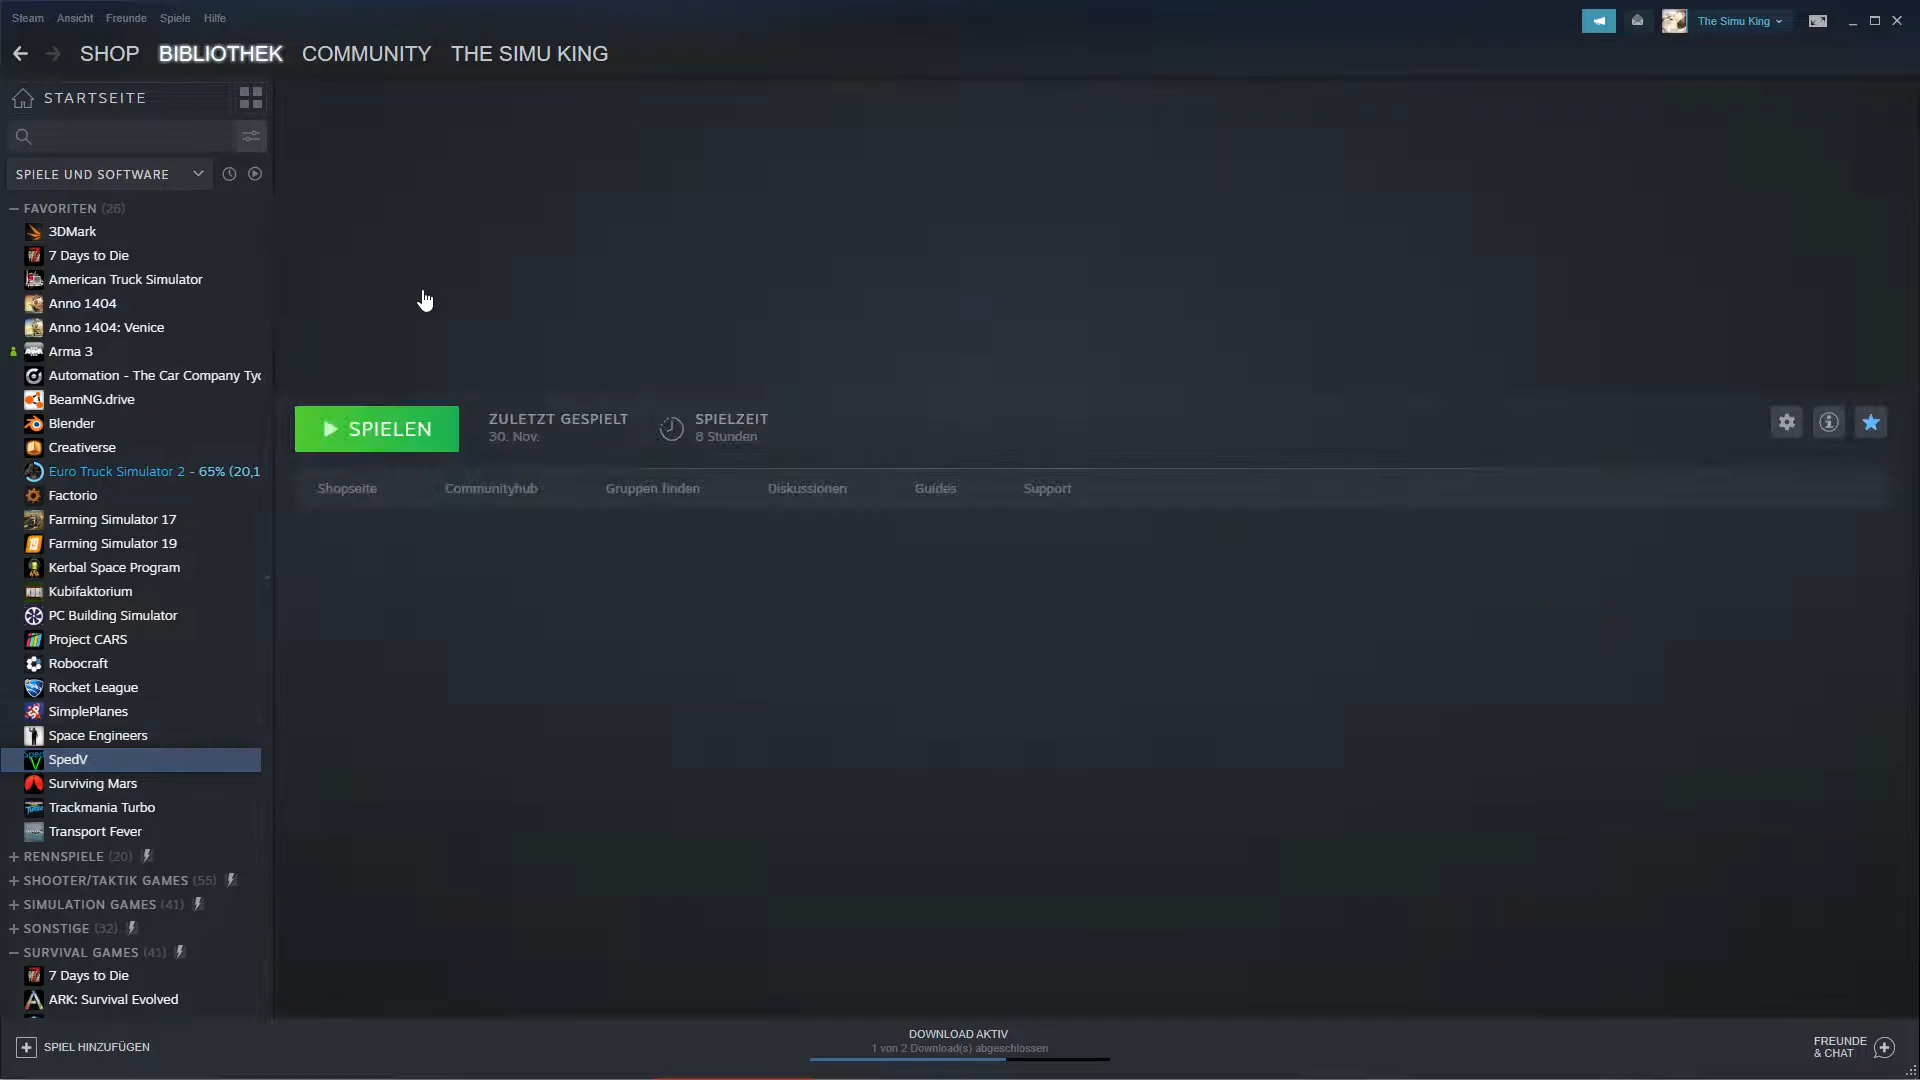 Steam Ansicht Freunde Spiele Hilfe
The Simu King
SHOP BIBLIOTHEK COMMUNITY THE SIMU KING
STARTSEITE
SPIELE UND SOFTWARE
FAVORITEN (26)
3DMark
7 Days to Die
American Truck Simulator
Anno 1404
Anno 1404: Venice
Arma 3
Automation - The Car Company Tyc
BeamNG.drive
Blender
Creativerse
Euro Truck Simulator 2 - 65% (20,1
Factorio
Farming Simulator 17
Farming Simulator 19
Kerbal Space Program
Kubifaktorium
PC Building Simulator
Project CARS
Robocraft
Rocket League
SimplePlanes
Space Engineers
SpedV
Surviving Mars
Trackmania Turbo
Transport Fever
RENNSPIELE (20)
SHOOTER/TAKTIK GAMES (55)
SIMULATION GAMES (41)
SONSTIGE (32)
SURVIVAL GAMES (41)
7 Days to Die
ARK: Survival Evolved
SPIELEN
ZULETZT GESPIELT
30. Nov.
SPIELZEIT
8 Stunden
Shopseite Communityhub Gruppen finden Diskussionen Guides Support
SPIEL HINZUFÜGEN
DOWNLOAD AKTIV
1 von 2 Download(s) abgeschlossen
FREUNDE
& CHAT